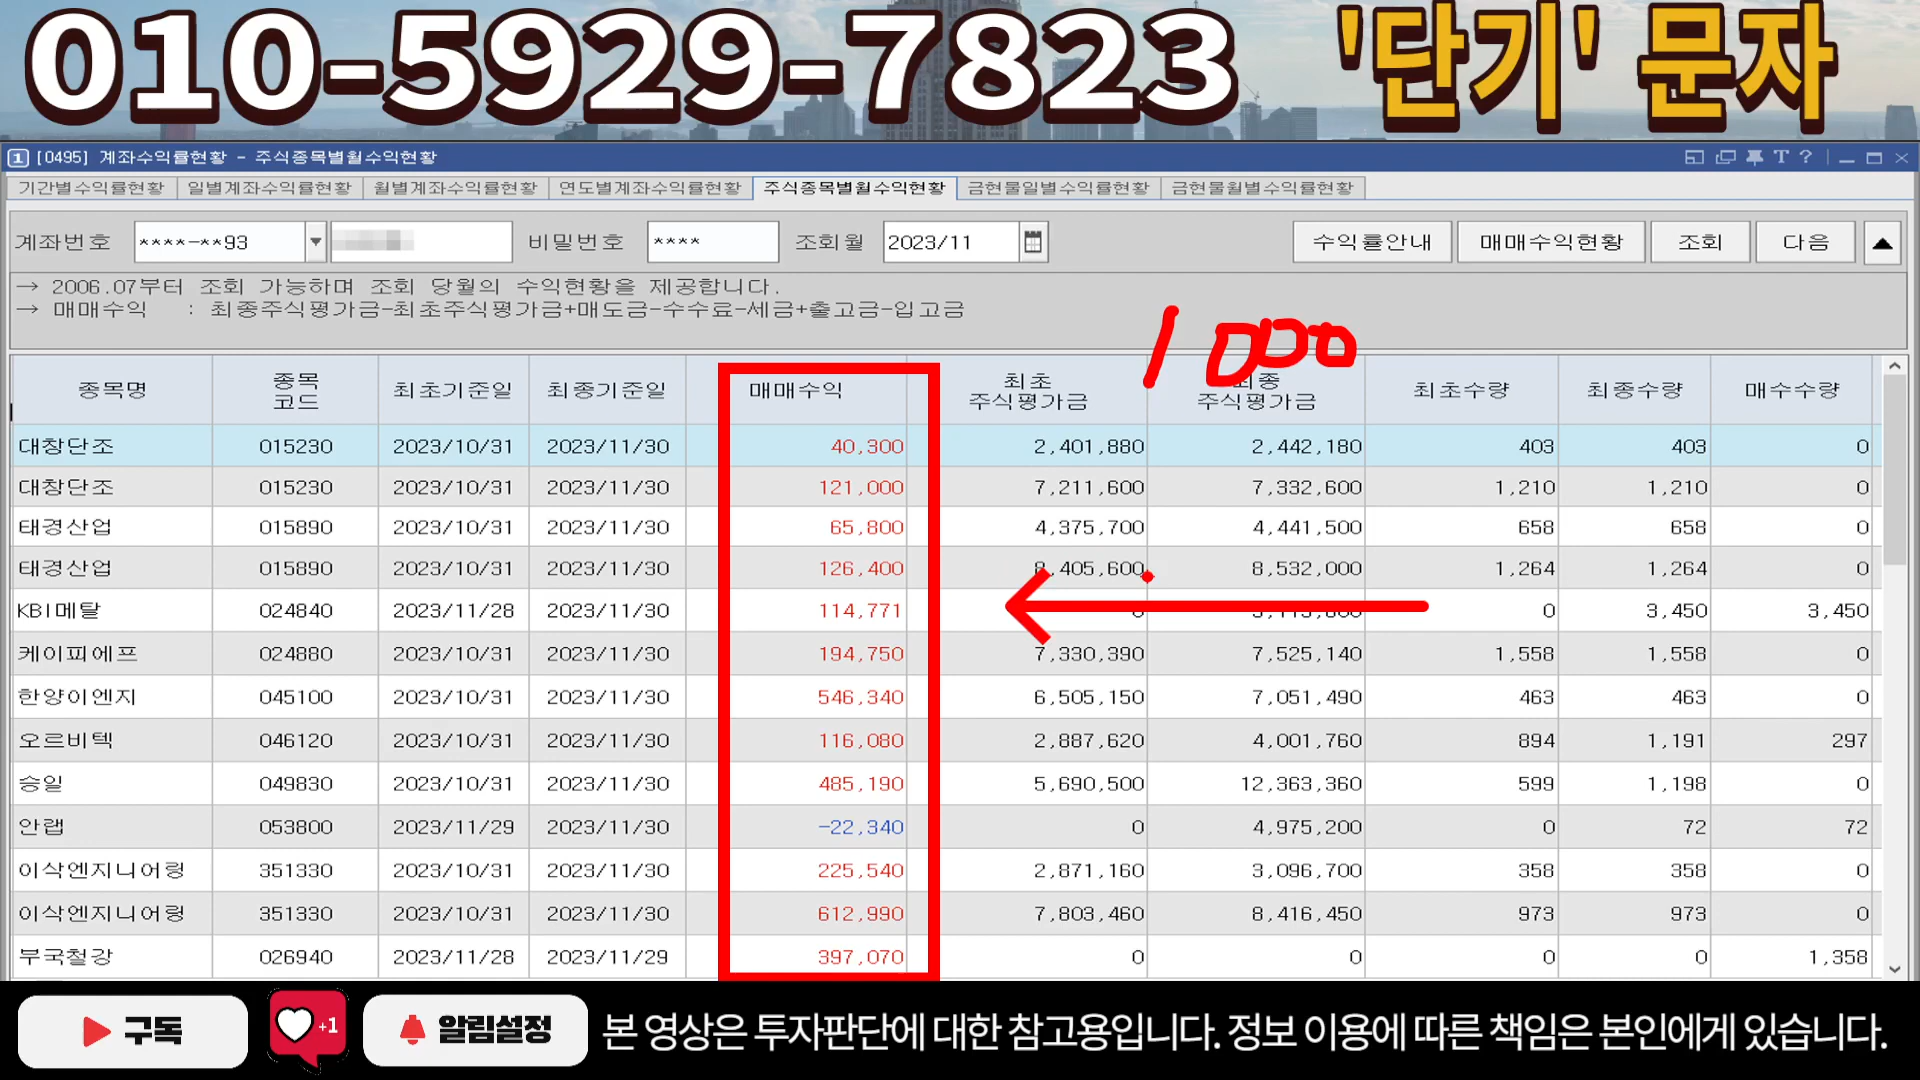 010-5929-7823 '단기' 문자
1 [0495] 계좌수익률현황 - 주식종목별월수익현황
기간별수익률현황 일별계좌수익률현황 월별계좌수익률현황 연도별계좌수익률현황 주식종목별월수익현황 금현물일별수익률현황 금현물월별수익률현황
계좌번호 ****-**93 비밀번호 **** 조회월 2023/11 수익률안내 매매수익현황 조회 다음
→ 2006.07부터 조회 가능하며 조회 당월의 수익현황을 제공합니다.
→ 매매수익 : 최종주식평가금-최초주식평가금+매도금-수수료-세금+출고금-입고금
1000
종목명 종목코드 최초기준일 최종기준일 매매수익 최초주식평가금 최종주식평가금 최초수량 최종수량 매수수량
대창단조 015230 2023/10/31 2023/11/30 40,300 2,401,880 2,442,180 403 403 0
대창단조 015230 2023/10/31 2023/11/30 121,000 7,211,600 7,332,600 1,210 1,210 0
태경산업 015890 2023/10/31 2023/11/30 65,800 4,375,700 4,441,500 658 658 0
태경산업 015890 2023/10/31 2023/11/30 126,400 8,405,600 8,532,000 1,264 1,264 0
KBI메탈 024840 2023/11/28 2023/11/30 114,771 0 0 3,450 3,450
케이피에프 024880 2023/10/31 2023/11/30 194,750 7,330,390 7,525,140 1,558 1,558 0
한양이엔지 045100 2023/10/31 2023/11/30 546,340 6,505,150 7,051,490 463 463 0
오르비텍 046120 2023/10/31 2023/11/30 116,080 2,887,620 4,001,760 894 1,191 297
승일 049830 2023/10/31 2023/11/30 485,190 5,690,500 12,363,360 599 1,198 0
안랩 053800 2023/11/29 2023/11/30 -22,340 0 4,975,200 0 72 72
이삭엔지니어링 351330 2023/10/31 2023/11/30 225,540 2,871,160 3,096,700 358 358 0
이삭엔지니어링 351330 2023/10/31 2023/11/30 612,990 7,803,460 8,416,450 973 973 0
부국철강 026940 2023/11/28 2023/11/29 397,070 0 0 0 0 1,358
구독 +1 알림설정 본 영상은 투자판단에 대한 참고용입니다. 정보 이용에 따른 책임은 본인에게 있습니다.